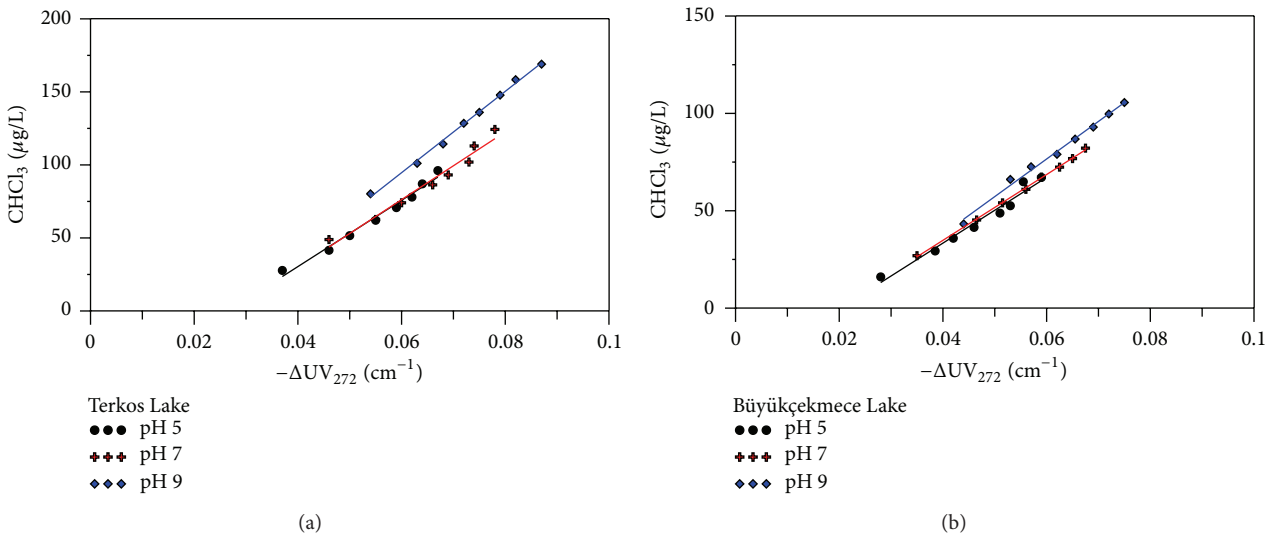 200
150
100
50
0
CHCl₃ (μg/L)
0 0.02 0.04 0.06 0.08 0.1
−ΔUV₂₇₂ (cm⁻¹)
Terkos Lake
pH 5
pH 7
pH 9
(a)
150
100
50
0
CHCl₃ (μg/L)
0 0.02 0.04 0.06 0.08 0.1
−ΔUV₂₇₂ (cm⁻¹)
Büyükçekmece Lake
pH 5
pH 7
pH 9
(b)